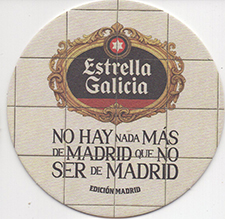 Estrella
Galicia
NO HAY NADA MÁS
DE MADRID QUE NO
SER DE MADRID
EDICIÓN MADRID